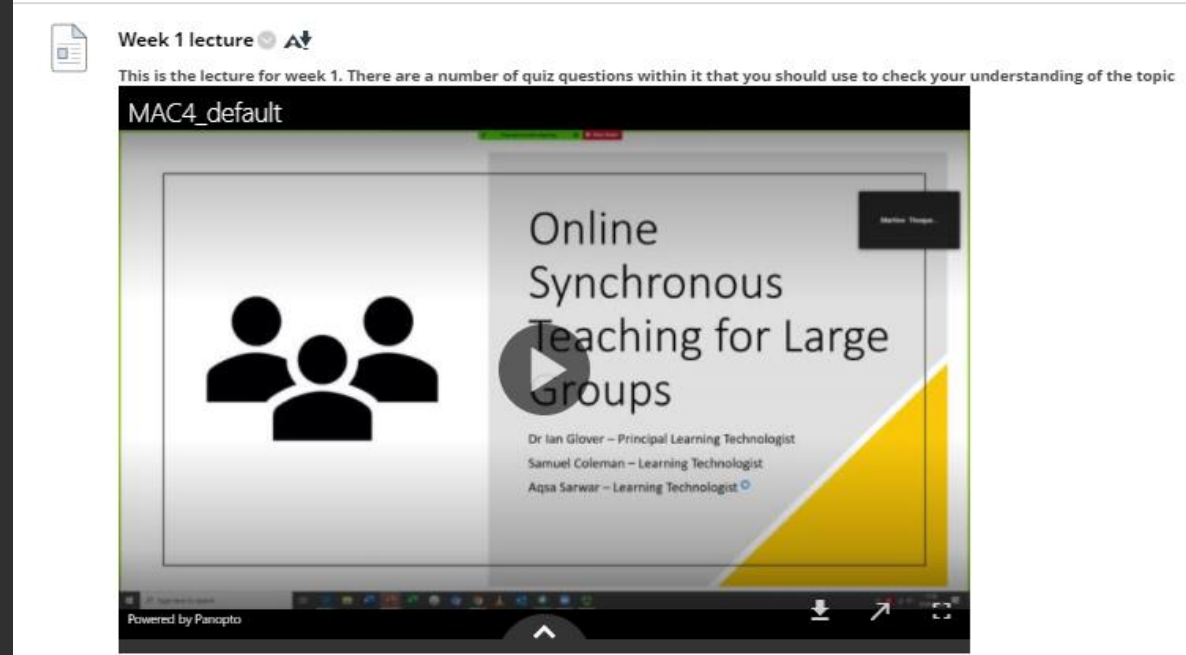 Week 1 lecture
This is the lecture for week 1. There are a number of quiz questions within it that you should use to check your understanding of the topic
MAC4_default
Online
Synchronous
Teaching for Large
Groups
Dr Ian Glover – Principal Learning Technologist
Samuel Coleman – Learning Technologist
Aqsa Sarwar – Learning Technologist
Powered by Panopto